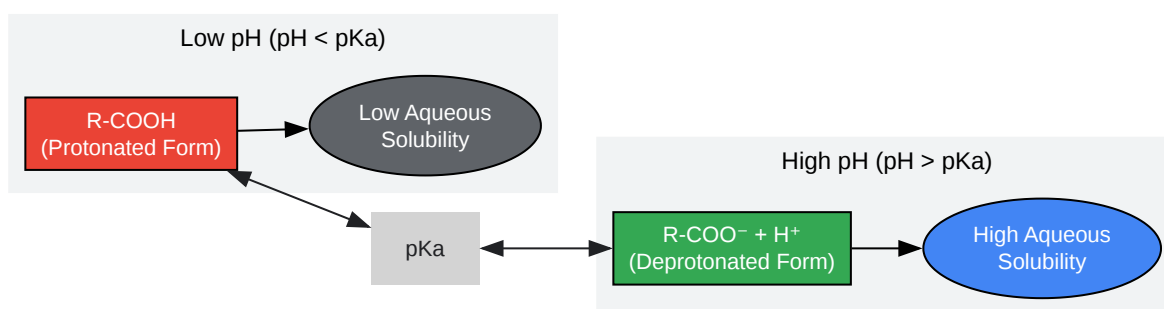 Low pH (pH < pKa)
R-COOH
(Protonated Form)
Low Aqueous
Solubility
pKa
High pH (pH > pKa)
R-COO⁻ + H⁺
(Deprotonated Form)
High Aqueous
Solubility